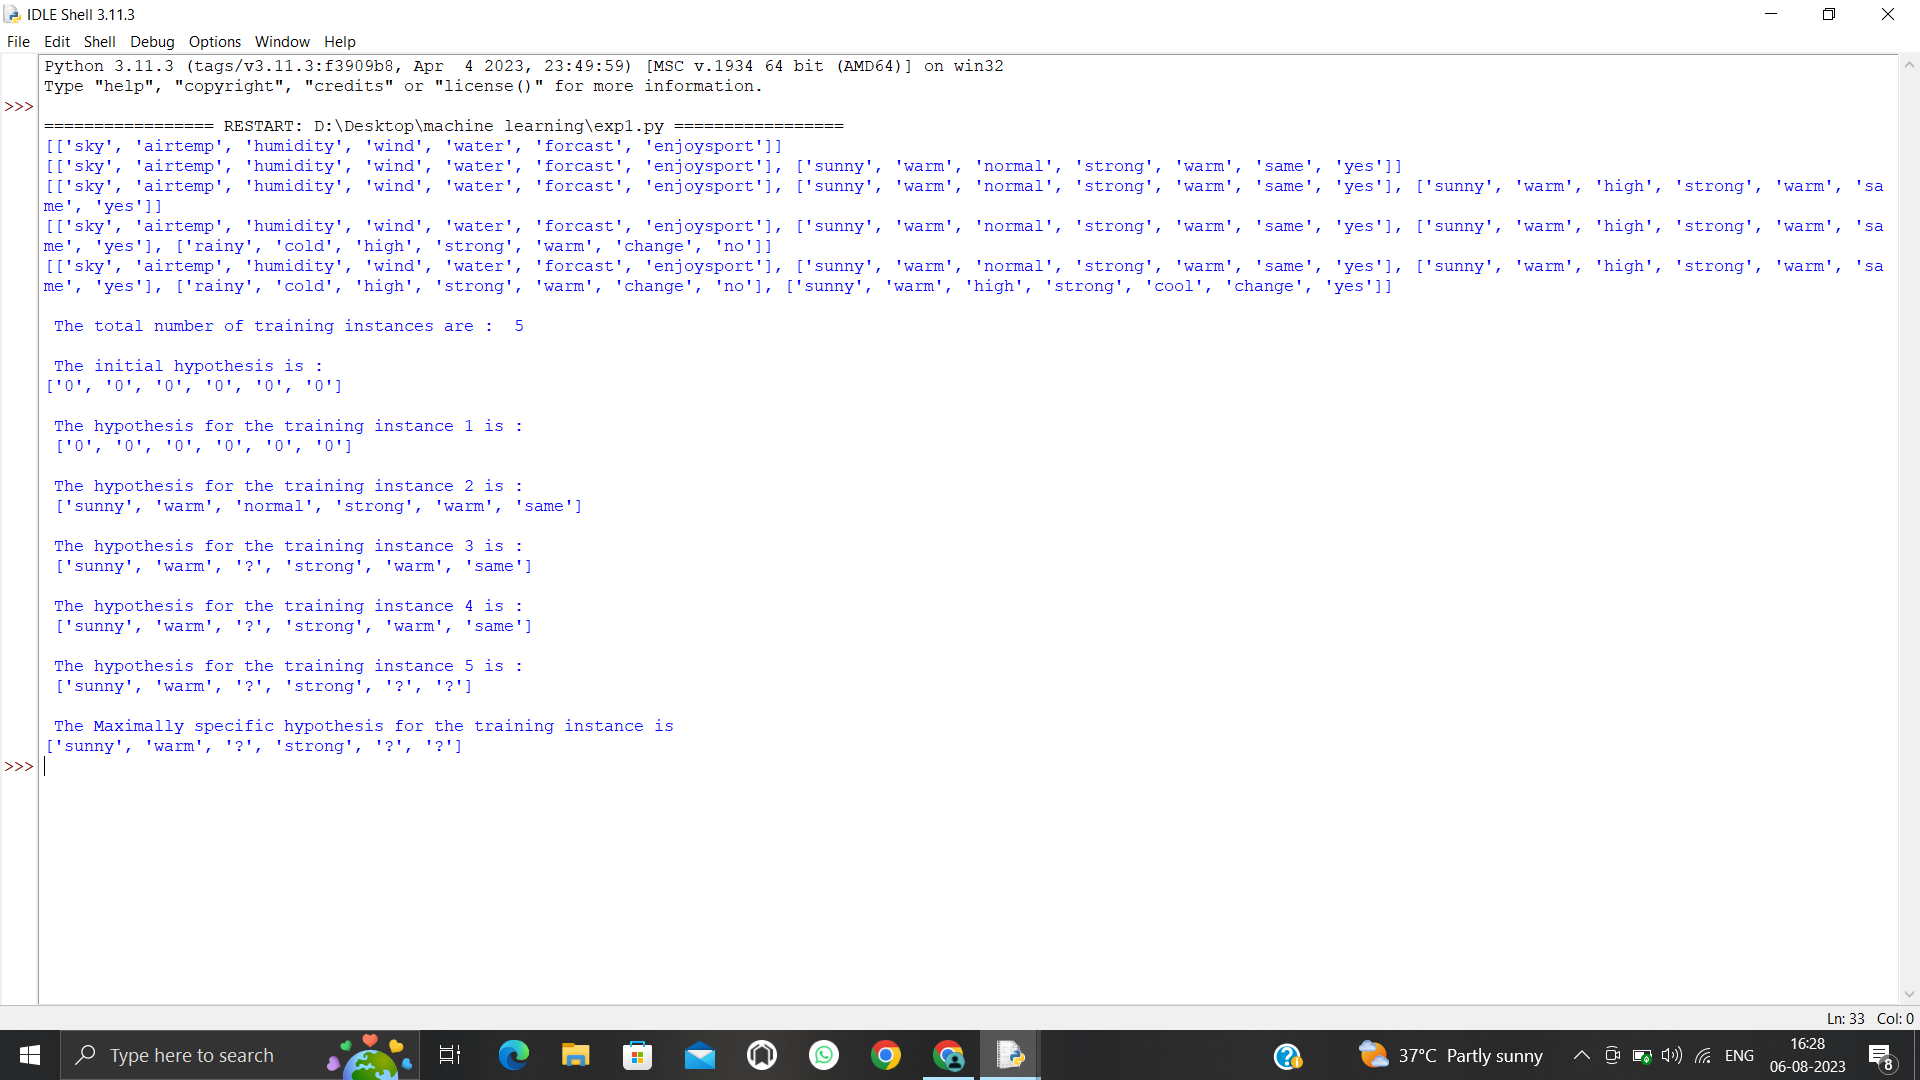 IDLE Shell 3.11.3
File Edit Shell Debug Options Window Help
Python 3.11.3 (tags/v3.11.3:f3909b8, Apr  4 2023, 23:49:59) [MSC v.1934 64 bit (AMD64)] on win32
Type "help", "copyright", "credits" or "license()" for more information.
>>>
================= RESTART: D:\Desktop\machine learning\exp1.py =================
[['sky', 'airtemp', 'humidity', 'wind', 'water', 'forcast', 'enjoysport']]
[['sky', 'airtemp', 'humidity', 'wind', 'water', 'forcast', 'enjoysport'], ['sunny', 'warm', 'normal', 'strong', 'warm', 'same', 'yes']]
[['sky', 'airtemp', 'humidity', 'wind', 'water', 'forcast', 'enjoysport'], ['sunny', 'warm', 'normal', 'strong', 'warm', 'same', 'yes'], ['sunny', 'warm', 'high', 'strong', 'warm', 'sa
me', 'yes']]
[['sky', 'airtemp', 'humidity', 'wind', 'water', 'forcast', 'enjoysport'], ['sunny', 'warm', 'normal', 'strong', 'warm', 'same', 'yes'], ['sunny', 'warm', 'high', 'strong', 'warm', 'sa
me', 'yes'], ['rainy', 'cold', 'high', 'strong', 'warm', 'change', 'no']]
[['sky', 'airtemp', 'humidity', 'wind', 'water', 'forcast', 'enjoysport'], ['sunny', 'warm', 'normal', 'strong', 'warm', 'same', 'yes'], ['sunny', 'warm', 'high', 'strong', 'warm', 'sa
me', 'yes'], ['rainy', 'cold', 'high', 'strong', 'warm', 'change', 'no'], ['sunny', 'warm', 'high', 'strong', 'cool', 'change', 'yes']]
The total number of training instances are :  5
The initial hypothesis is :
['0', '0', '0', '0', '0', '0']
The hypothesis for the training instance 1 is :
['0', '0', '0', '0', '0', '0']
The hypothesis for the training instance 2 is :
['sunny', 'warm', 'normal', 'strong', 'warm', 'same']
The hypothesis for the training instance 3 is :
['sunny', 'warm', '?', 'strong', 'warm', 'same']
The hypothesis for the training instance 4 is :
['sunny', 'warm', '?', 'strong', 'warm', 'same']
The hypothesis for the training instance 5 is :
['sunny', 'warm', '?', 'strong', '?', '?']
The Maximally specific hypothesis for the training instance is
['sunny', 'warm', '?', 'strong', '?', '?']
>>>
Ln: 33 Col: 0
Type here to search
37°C Partly sunny
ENG
16:28
06-08-2023
8